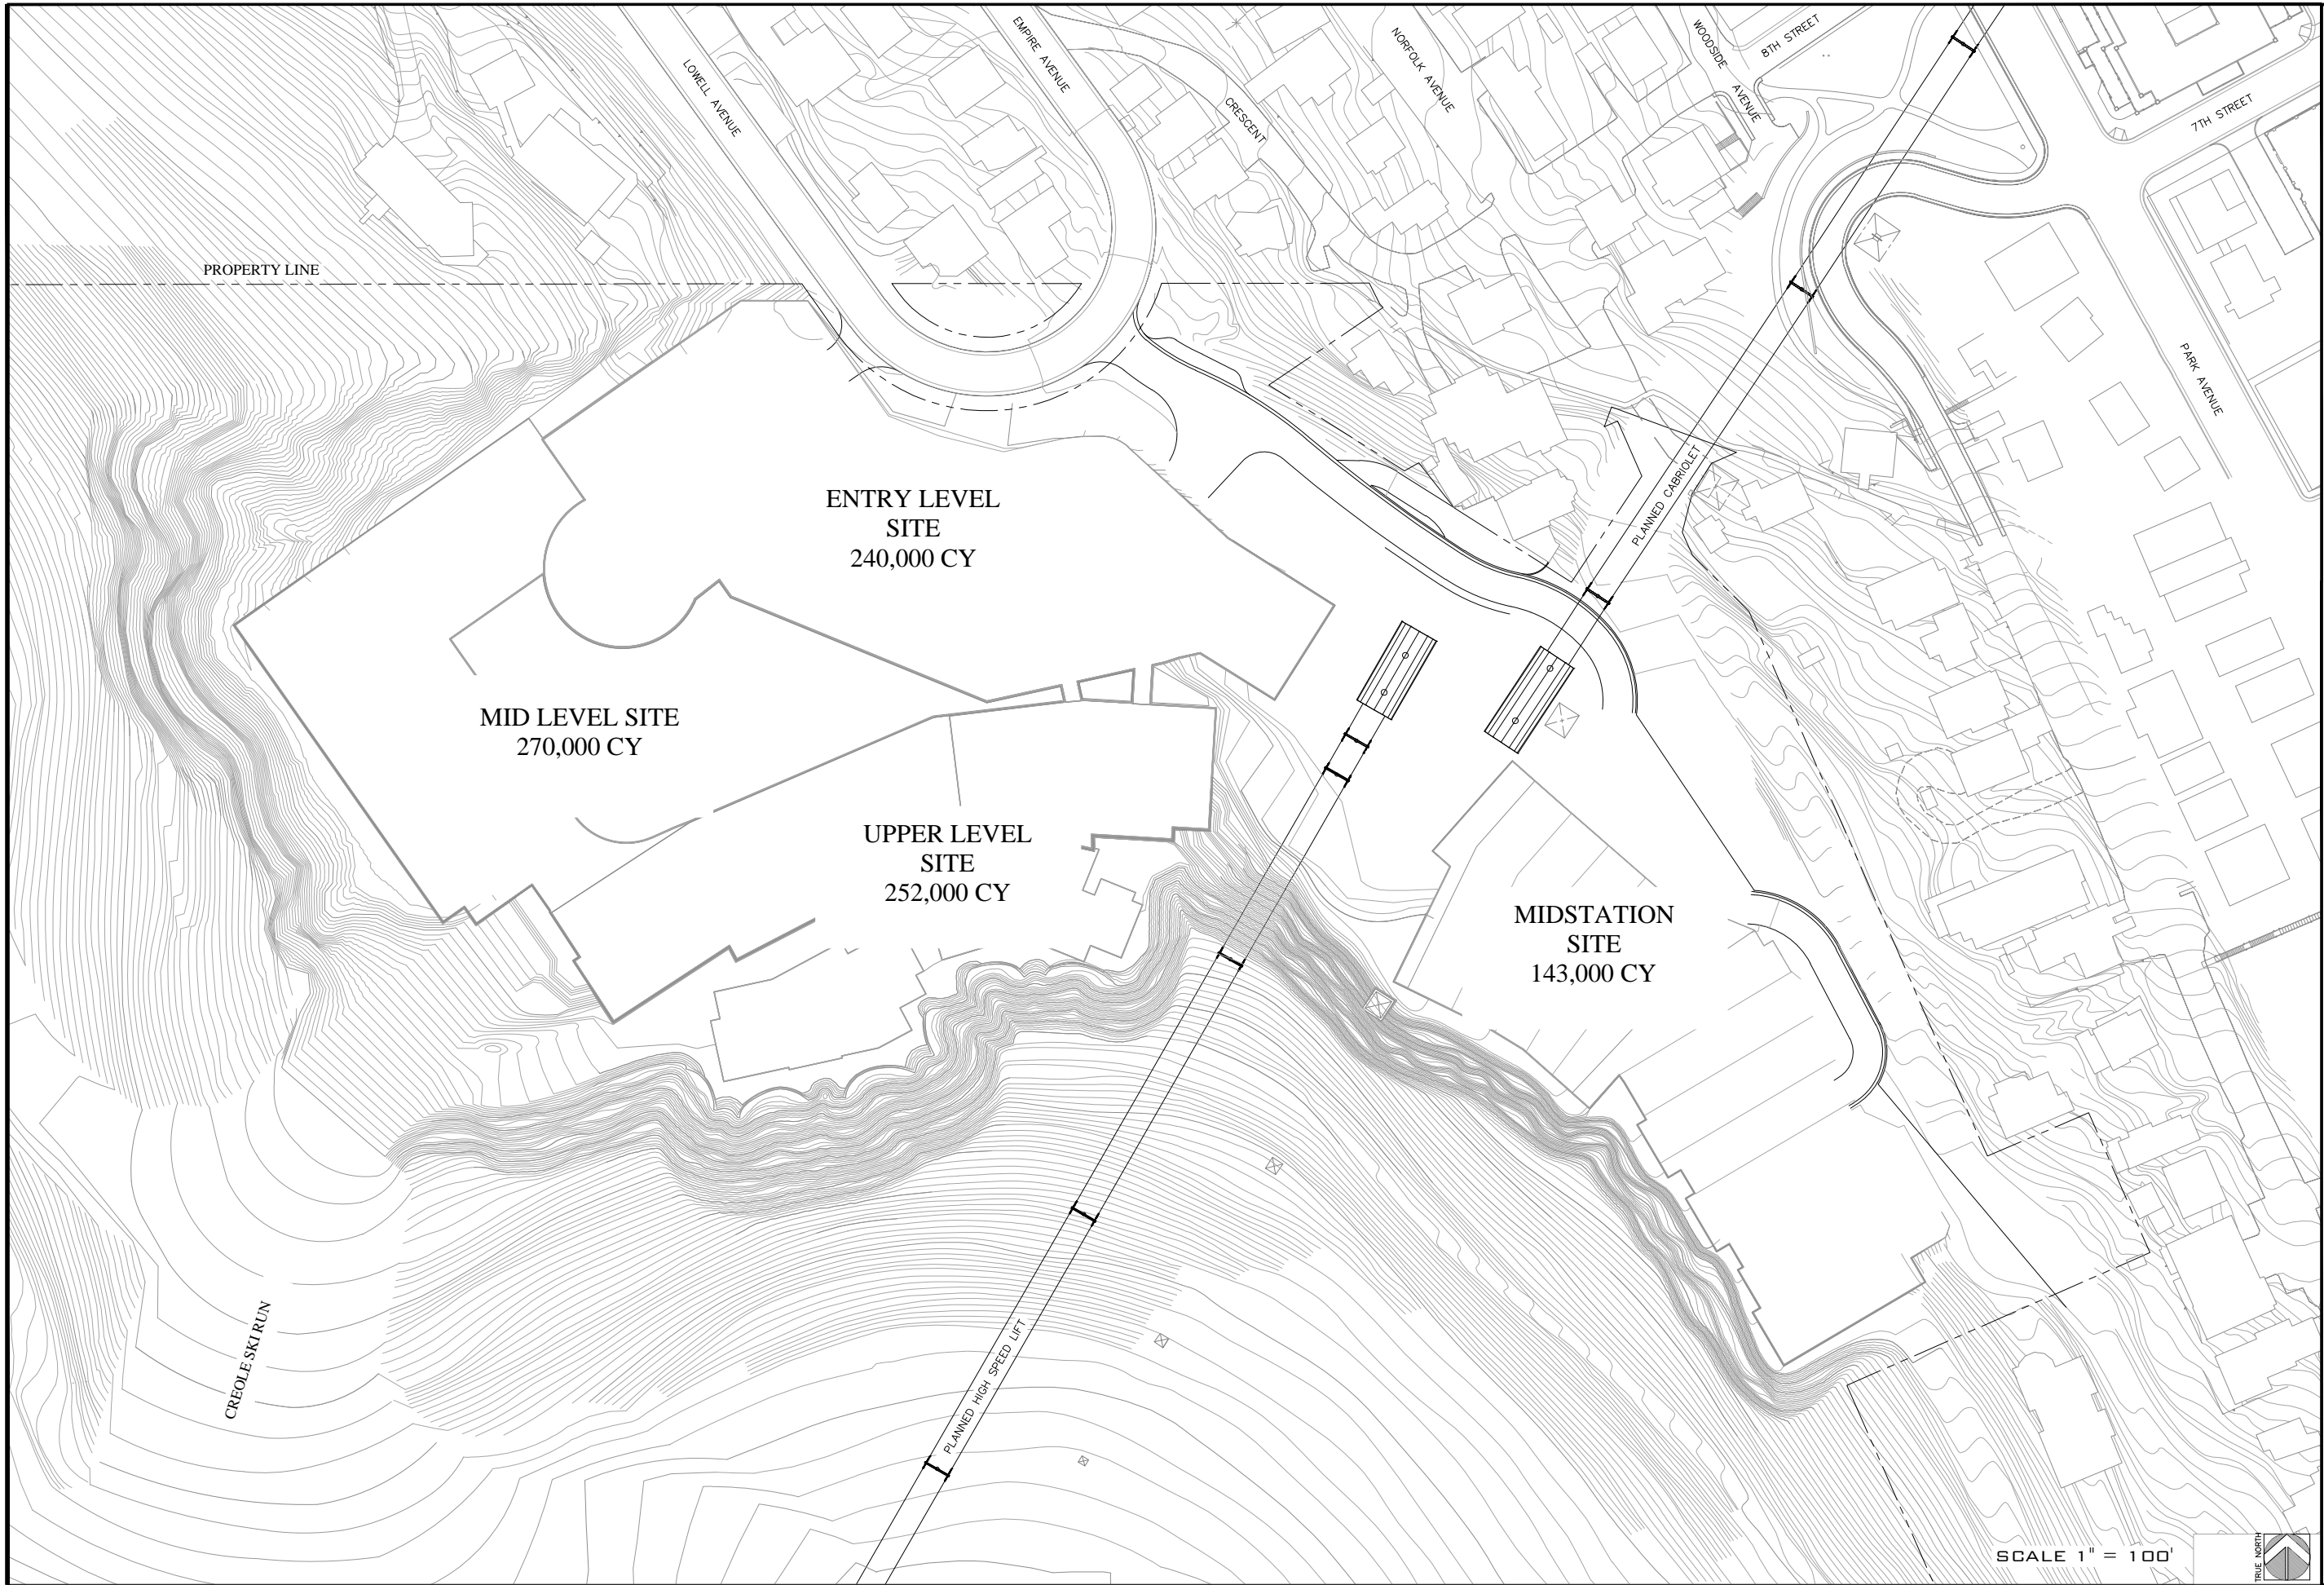 LOWELL AVENUE
EMPIRE AVENUE
CRESCENT
NORFOLK AVENUE
WOODSIDE
AVENUE
8TH STREET
7TH STREET
PARK AVENUE
PROPERTY LINE
PLANNED CABRIOLET
ENTRY LEVEL
SITE
240,000 CY
MID LEVEL SITE
270,000 CY
UPPER LEVEL
SITE
252,000 CY
MIDSTATION
SITE
143,000 CY
CREOLE SKI RUN
PLANNED HIGH SPEED LIFT
SCALE 1" = 100'
TRUE NORTH